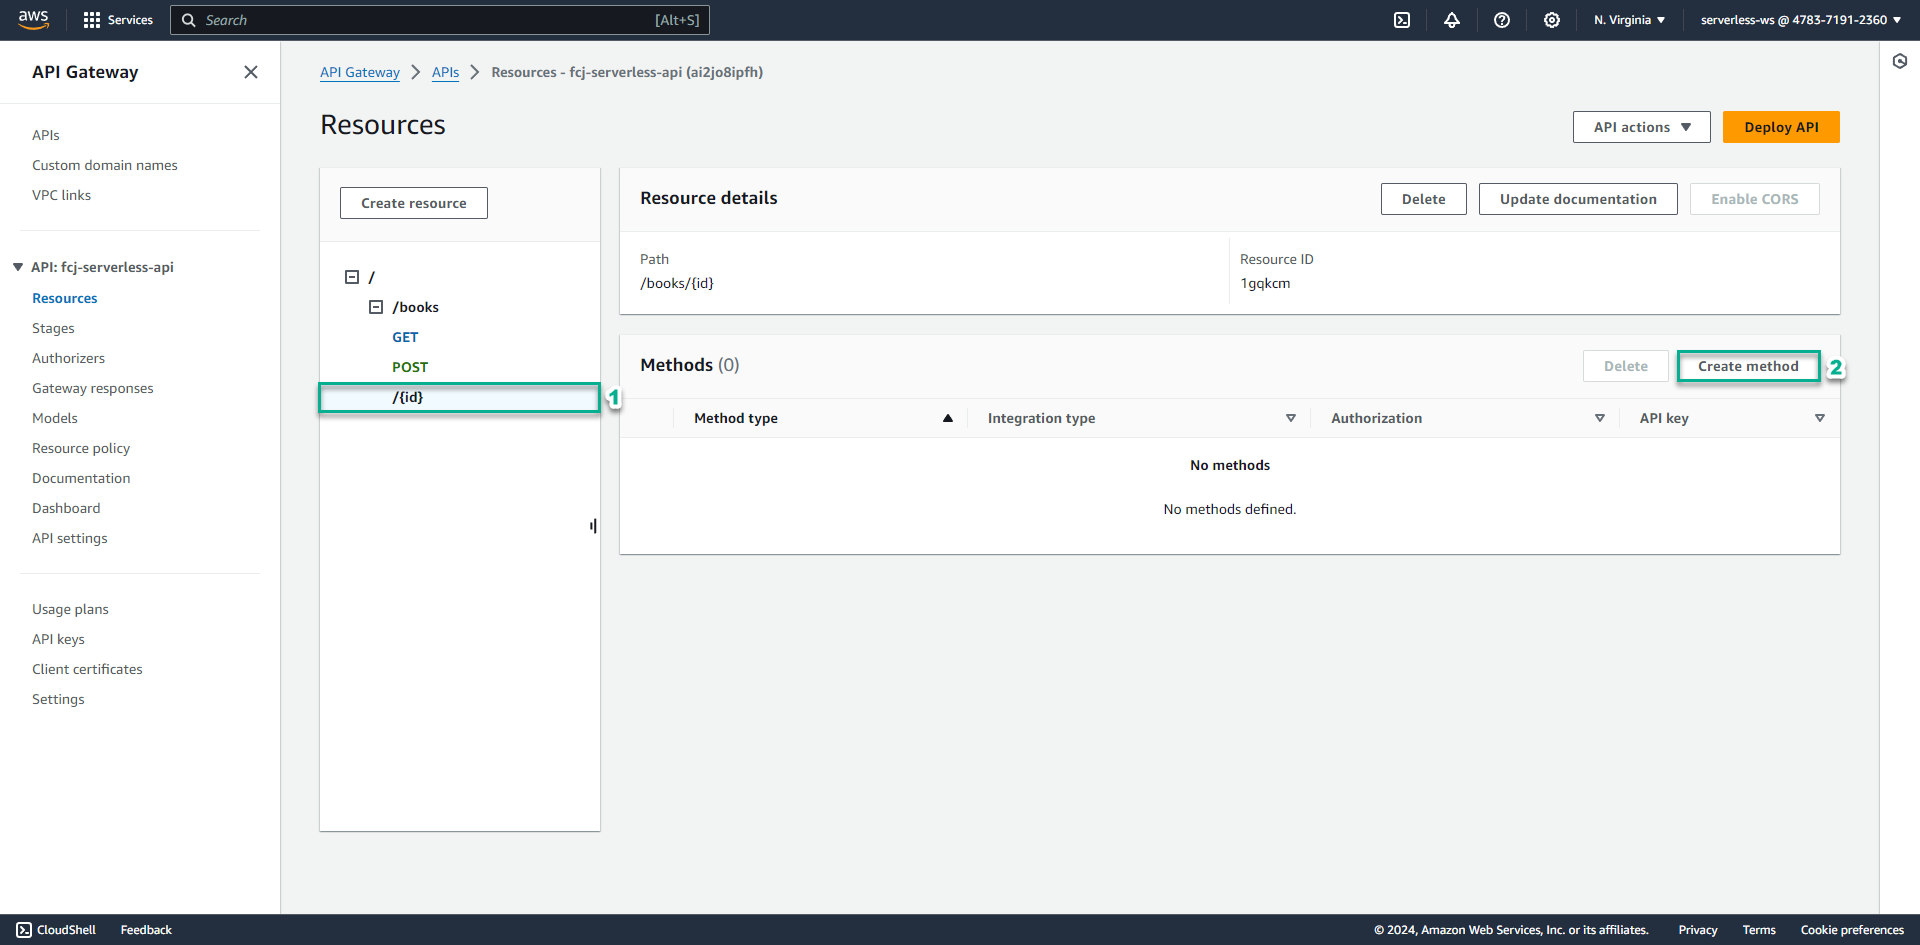 aws
Services
Search
[Alt+S]
N. Virginia
serverless-ws @ 4783-7191-2360
API Gateway
APIs
Custom domain names
VPC links
API: fcj-serverless-api
Resources
Stages
Authorizers
Gateway responses
Models
Resource policy
Documentation
Dashboard
API settings
Usage plans
API keys
Client certificates
Settings
API Gateway
APIs
Resources - fcj-serverless-api (ai2jo8ipfh)
Resources
API actions
Deploy API
Create resource
/
/books
GET
POST
/{id}
1
Resource details
Delete
Update documentation
Enable CORS
Path
/books/{id}
Resource ID
1gqkcm
Methods (0)
Delete
Create method
2
Method type
Integration type
Authorization
API key
No methods
No methods defined.
CloudShell
Feedback
© 2024, Amazon Web Services, Inc. or its affiliates.
Privacy
Terms
Cookie preferences